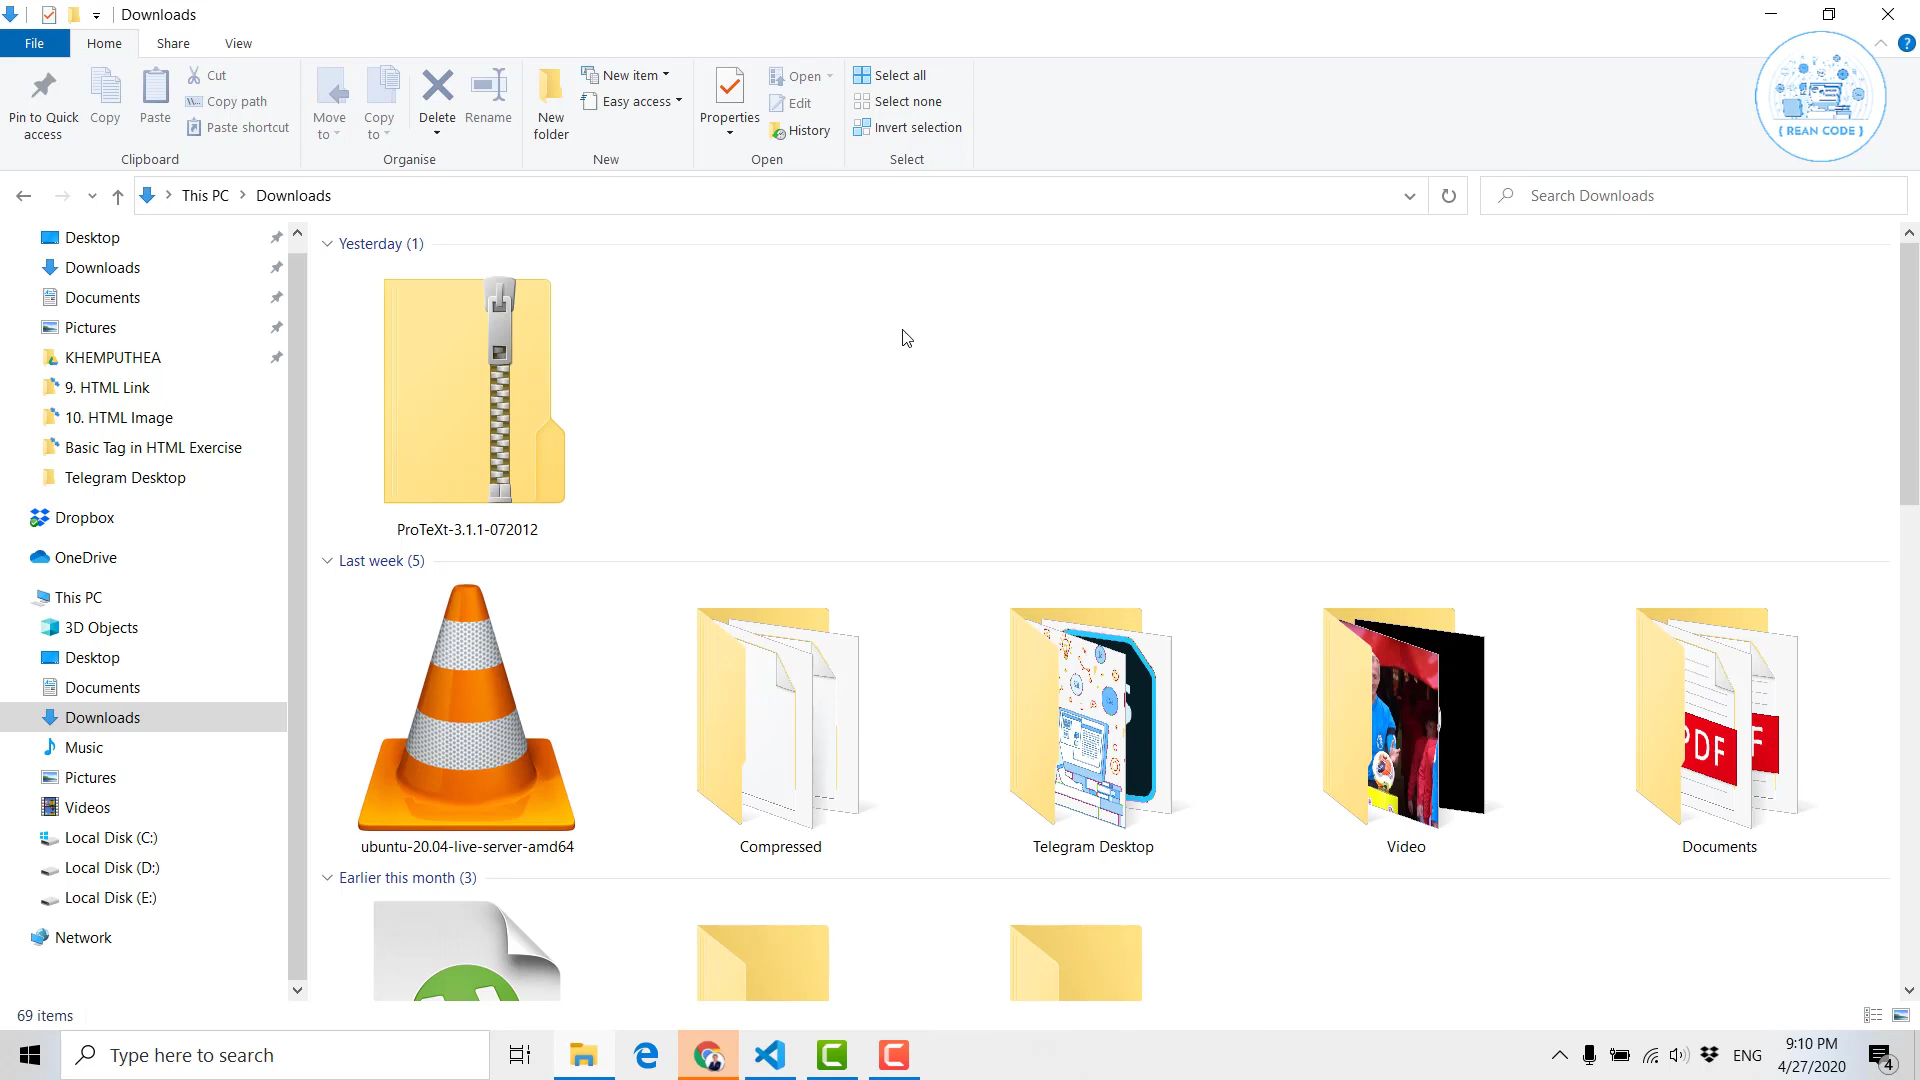 Downloads
File Home Share View
Pin to Quick access
Copy
Paste
Cut
Copy path
Paste shortcut
Clipboard
Move to
Copy to
Delete
Rename
Organise
New folder
New item
Easy access
New
Properties
Open
Edit
History
Open
Select all
Select none
Invert selection
Select
{ REAN CODE }
This PC > Downloads
Search Downloads
Desktop
Downloads
Documents
Pictures
KHEMPUTHEA
9. HTML Link
10. HTML Image
Basic Tag in HTML Exercise
Telegram Desktop
Dropbox
OneDrive
This PC
3D Objects
Desktop
Documents
Downloads
Music
Pictures
Videos
Local Disk (C:)
Local Disk (D:)
Local Disk (E:)
Network
Yesterday (1)
ProTeXt-3.1.1-072012
Last week (5)
PDF
F
ubuntu-20.04-live-server-amd64
Compressed
Telegram Desktop
Video
Documents
Earlier this month (3)
69 items
Type here to search
ENG
9:10 PM
4/27/2020
4